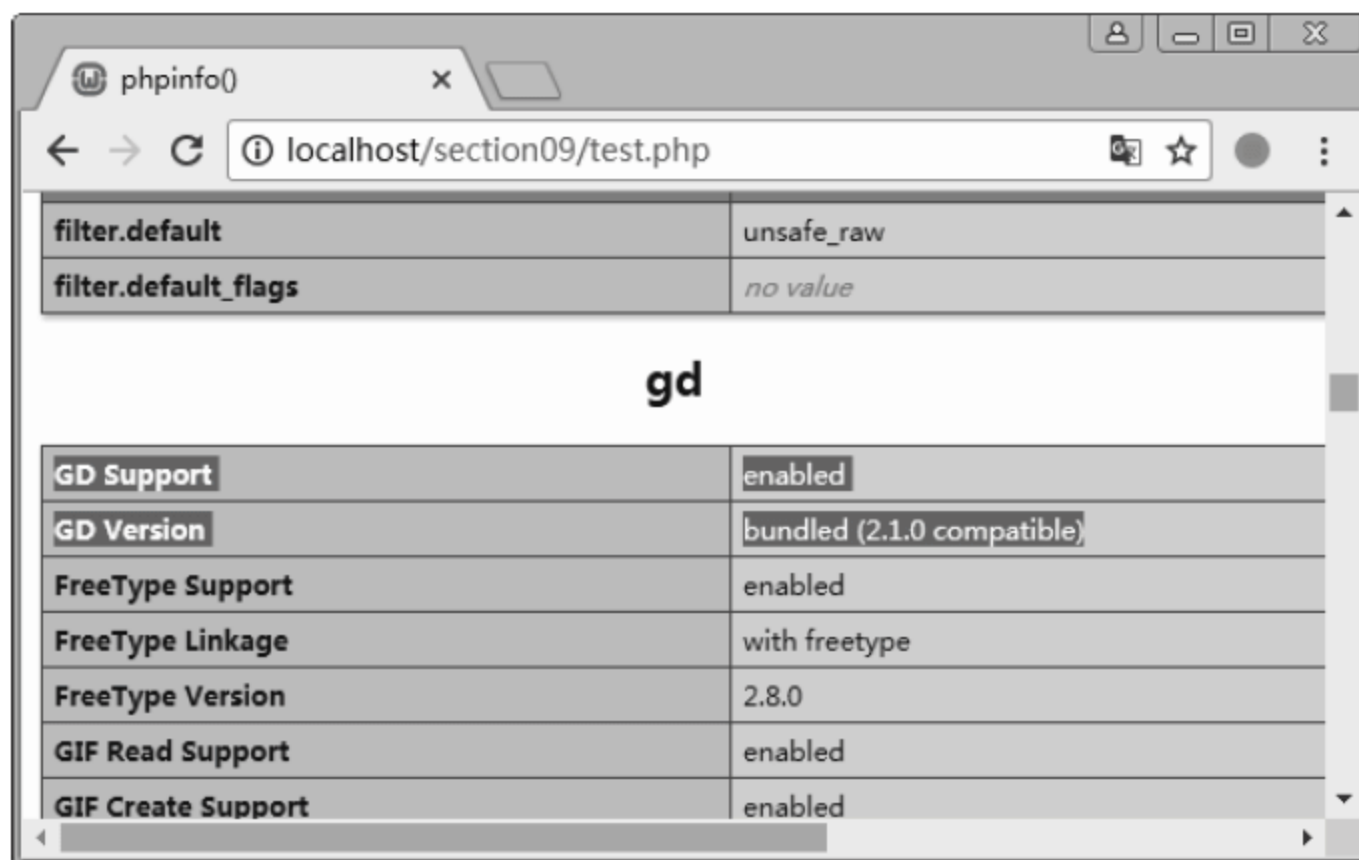 phpinfo()
localhost/section09/test.php
filter.default unsafe_raw
filter.default_flags no value
gd
GD Support enabled
GD Version bundled (2.1.0 compatible)
FreeType Support enabled
FreeType Linkage with freetype
FreeType Version 2.8.0
GIF Read Support enabled
GIF Create Support enabled